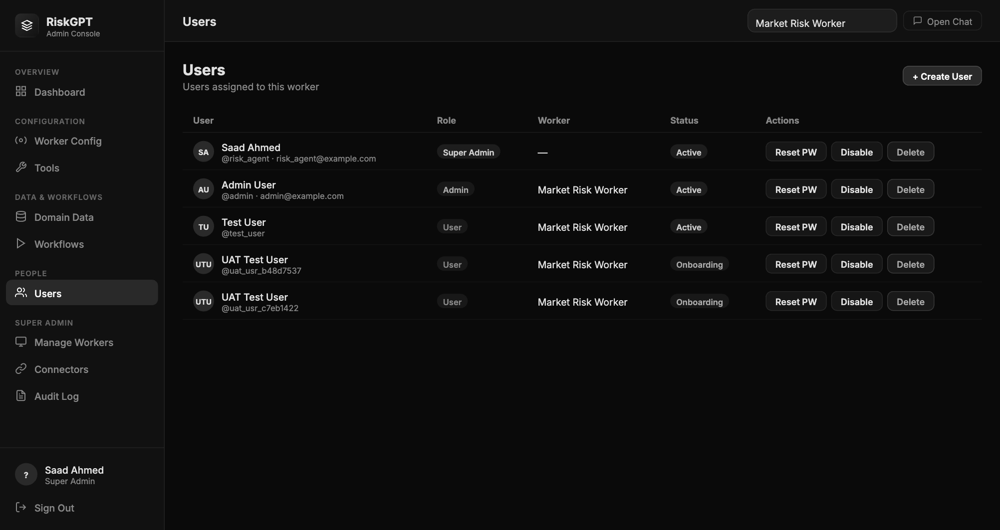 RiskGPT
Admin Console
OVERVIEW
Dashboard
CONFIGURATION
Worker Config
Tools
DATA & WORKFLOWS
Domain Data
Workflows
PEOPLE
Users
SUPER ADMIN
Manage Workers
Connectors
Audit Log
?
Saad Ahmed
Super Admin
Sign Out
Users
Market Risk Worker
Open Chat
Users
Users assigned to this worker
+ Create User
User Role Worker Status Actions
SA Saad Ahmed Super Admin — Active Reset PW Disable Delete
@risk_agent · risk_agent@example.com
AU Admin User Admin Market Risk Worker Active Reset PW Disable Delete
@admin · admin@example.com
TU Test User User Market Risk Worker Active Reset PW Disable Delete
@test_user
UTU UAT Test User User Market Risk Worker Onboarding Reset PW Disable Delete
@uat_usr_b48d7537
UTU UAT Test User User Market Risk Worker Onboarding Reset PW Disable Delete
@uat_usr_c7eb1422